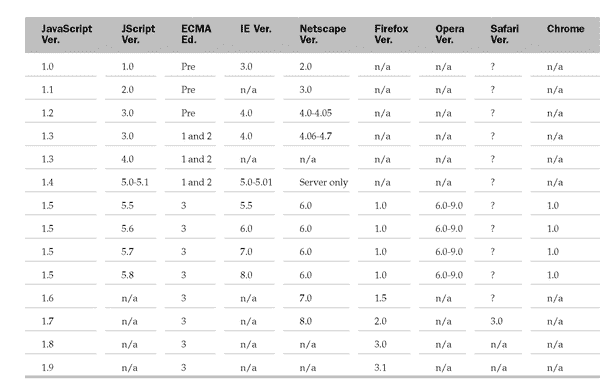 JavaScript Ver. JScript Ver. ECMA Ed. IE Ver. Netscape Ver. Firefox Ver. Opera Ver. Safari Ver. Chrome
1.0 1.0 Pre 3.0 2.0 n/a n/a ? n/a
1.1 2.0 Pre n/a 3.0 n/a n/a ? n/a
1.2 3.0 Pre 4.0 4.0-4.05 n/a n/a ? n/a
1.3 3.0 1 and 2 4.0 4.06-4.7 n/a n/a ? n/a
1.3 4.0 1 and 2 n/a n/a n/a n/a ? n/a
1.4 5.0-5.1 1 and 2 5.0-5.01 Server only n/a n/a ? n/a
1.5 5.5 3 5.5 6.0 1.0 6.0-9.0 ? 1.0
1.5 5.6 3 6.0 6.0 1.0 6.0-9.0 ? 1.0
1.5 5.7 3 7.0 6.0 1.0 6.0-9.0 ? 1.0
1.5 5.8 3 8.0 6.0 1.0 6.0-9.0 ? 1.0
1.6 n/a 3 n/a 7.0 1.5 n/a ? n/a
1.7 n/a 3 n/a 8.0 2.0 n/a 3.0 n/a
1.8 n/a 3 n/a n/a 3.0 n/a n/a n/a
1.9 n/a 3 n/a n/a 3.1 n/a n/a n/a